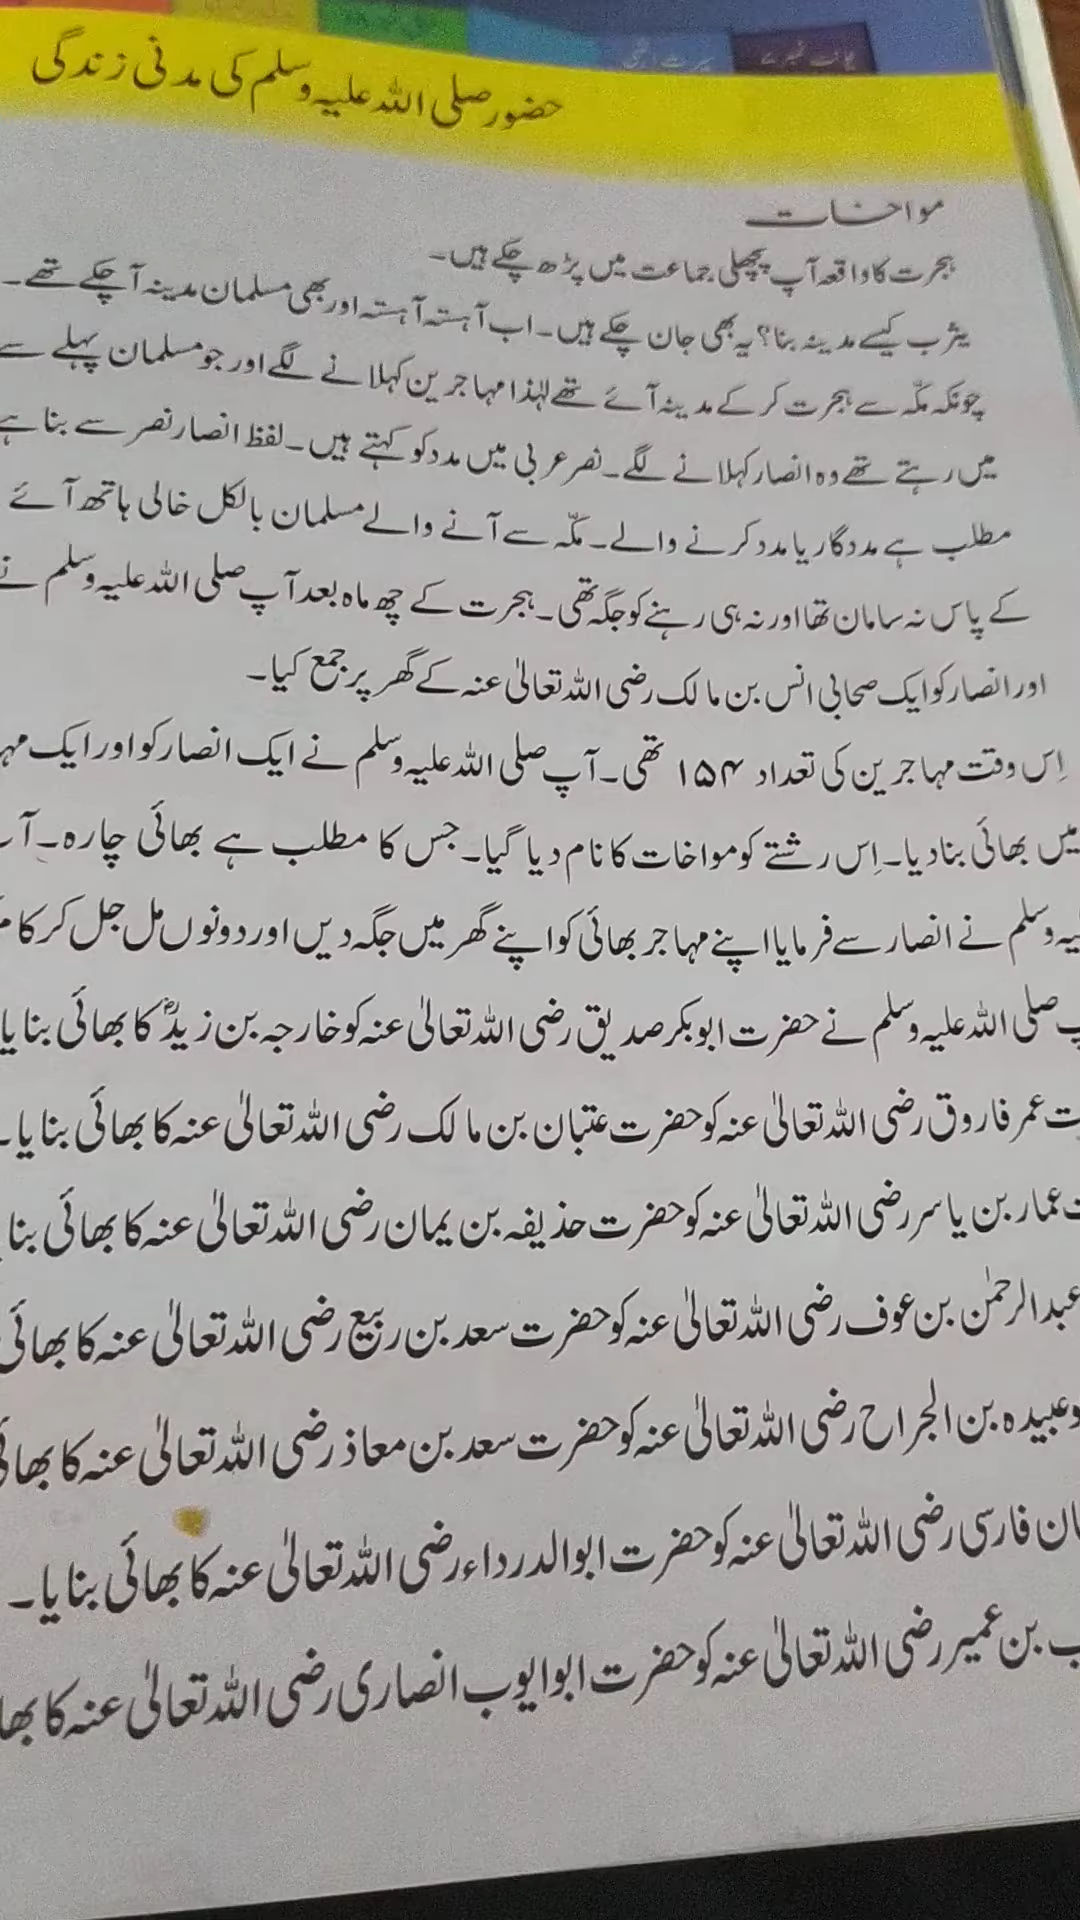 یونٹ نمبر ۲ سیرت النبی
حضور صلی اللہ علیہ وسلم کی مدنی زندگی
مواخات
ہجرت کا واقعہ آپ پچھلی جماعت میں پڑھ چکے ہیں۔
یثرب کیسے مدینہ بنا؟ یہ بھی جان چکے ہیں۔ اب آہستہ آہستہ اور بھی مسلمان مدینہ آ چکے تھے۔
چونکہ مکّہ سے ہجرت کر کے مدینہ آئے تھے لہٰذا مہاجرین کہلانے لگے اور جو مسلمان پہلے سے
میں رہتے تھے وہ انصار کہلانے لگے۔ نصر عربی میں مدد کو کہتے ہیں۔ لفظ انصار نصر سے بنا ہے
مطلب ہے مددگار یا مدد کرنے والے۔ مکّہ سے آنے والے مسلمان بالکل خالی ہاتھ آئے
کے پاس نہ سامان تھا اور نہ ہی رہنے کو جگہ تھی۔ ہجرت کے چھ ماہ بعد آپ صلی اللہ علیہ وسلم نے
اور انصار کو ایک صحابی انس بن مالک رضی اللہ تعالیٰ عنہ کے گھر پر جمع کیا۔
اِس وقت مہاجرین کی تعداد ۱۵۴ تھی۔ آپ صلی اللہ علیہ وسلم نے ایک انصار کو اور ایک
میں بھائی بنا دیا۔ اِس رشتے کو مواخات کا نام دیا گیا۔ جس کا مطلب ہے بھائی چارہ۔
وسلم نے انصار سے فرمایا اپنے مہاجر بھائی کو اپنے گھر میں جگہ دیں اور دونوں مل جل کر کام
صلی اللہ علیہ وسلم نے حضرت ابوبکر صدیق رضی اللہ تعالیٰ عنہ کو خارجہ بن زیدؓ کا بھائی بنایا
عمر فاروق رضی اللہ تعالیٰ عنہ کو حضرت عتبان بن مالک رضی اللہ تعالیٰ عنہ کا بھائی بنایا۔
عمار بن یاسر رضی اللہ تعالیٰ عنہ کو حضرت حذیفہ بن یمان رضی اللہ تعالیٰ عنہ کا بھائی بنا
عبدالرحمٰن بن عوف رضی اللہ تعالیٰ عنہ کو حضرت سعد بن ربیع رضی اللہ تعالیٰ عنہ کا بھائی
وعبیدہ بن الجراح رضی اللہ تعالیٰ عنہ کو حضرت سعد بن معاذ رضی اللہ تعالیٰ عنہ کا بھائی
ان فارسی رضی اللہ تعالیٰ عنہ کو حضرت ابوالدرداء رضی اللہ تعالیٰ عنہ کا بھائی بنایا۔
ب بن عمیر رضی اللہ تعالیٰ عنہ کو حضرت ابوایوب انصاری رضی اللہ تعالیٰ عنہ کا بھا